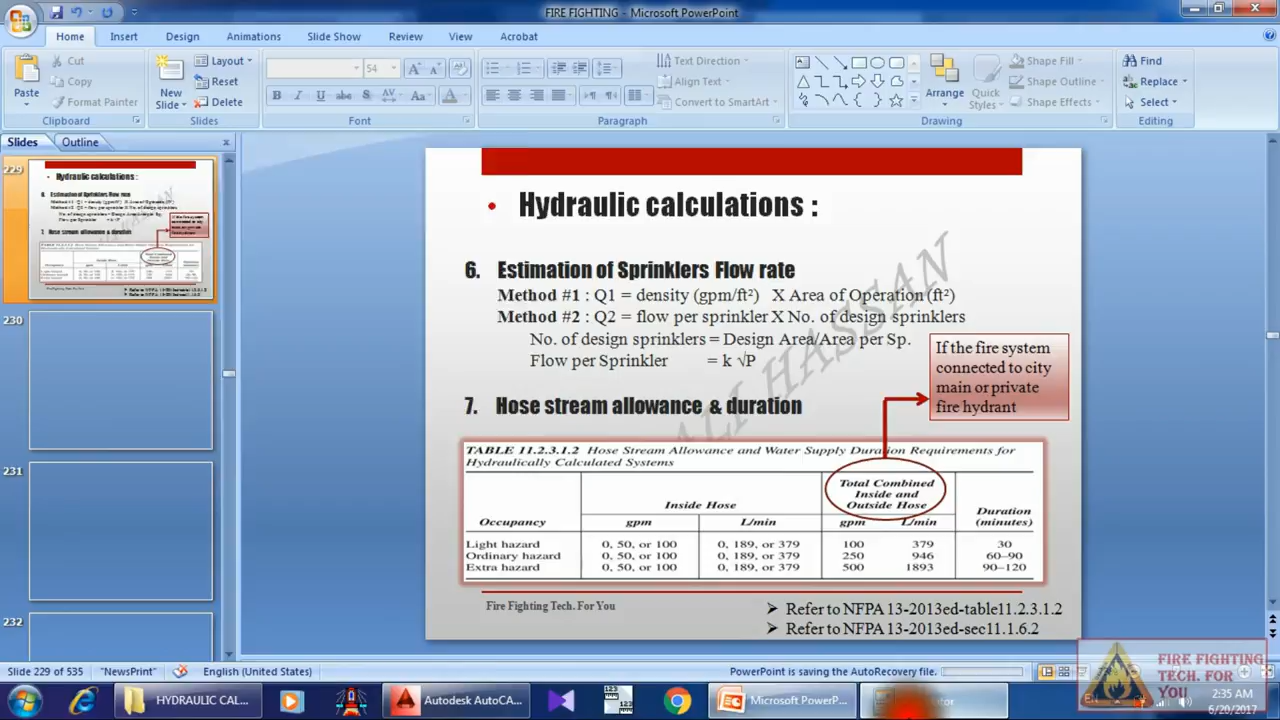 FIRE FIGHTING - Microsoft PowerPoint
Home Insert Design Animations Slide Show Review View Acrobat
Paste
Cut
Copy
Format Painter
Clipboard
New
Slide
Layout
Reset
Delete
Slides
54
B I U abe S AV Aa A
Font
Text Direction
Align Text
Convert to SmartArt
Paragraph
Arrange
Quick
Styles
Shape Fill
Shape Outline
Shape Effects
Drawing
Find
Replace
Select
Editing
Slides Outline
229
Hydraulic calculations :
230
231
232
• Hydraulic calculations :
6. Estimation of Sprinklers Flow rate
Method #1 : Q1 = density (gpm/ft²) X Area of Operation (ft²)
Method #2 : Q2 = flow per sprinkler X No. of design sprinklers
No. of design sprinklers = Design Area/Area per Sp.
Flow per Sprinkler = k √P
If the fire system
connected to city
main or private
fire hydrant
7. Hose stream allowance & duration
ALI HASSAN
TABLE 11.2.3.1.2 Hose Stream Allowance and Water Supply Duration Requirements for
Hydraulically Calculated Systems
Occupancy Inside Hose Total Combined Inside and Outside Hose Duration (minutes)
gpm L/min gpm L/min
Light hazard 0, 50, or 100 0, 189, or 379 100 379 30
Ordinary hazard 0, 50, or 100 0, 189, or 379 250 946 60–90
Extra hazard 0, 50, or 100 0, 189, or 379 500 1893 90–120
Fire Fighting Tech. For You
➢ Refer to NFPA 13-2013ed-table11.2.3.1.2
➢ Refer to NFPA 13-2013ed-sec11.1.6.2
Slide 229 of 535 "NewsPrint" English (United States) PowerPoint is saving the AutoRecovery file.
HYDRAULIC CAL... Autodesk AutoCA... Microsoft PowerP...
FIRE FIGHTING
TECH. FOR
YOU
EN
2:35 AM
6/20/2017